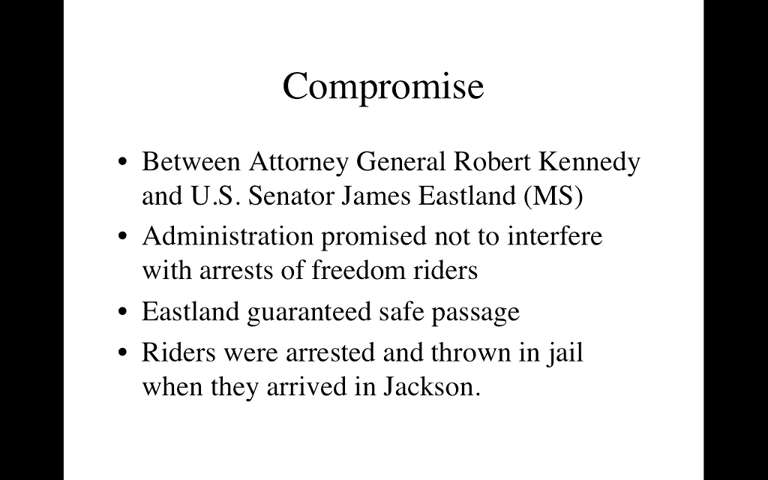 Compromise
• Between Attorney General Robert Kennedy
and U.S. Senator James Eastland (MS)
• Administration promised not to interfere
with arrests of freedom riders
• Eastland guaranteed safe passage
• Riders were arrested and thrown in jail
when they arrived in Jackson.